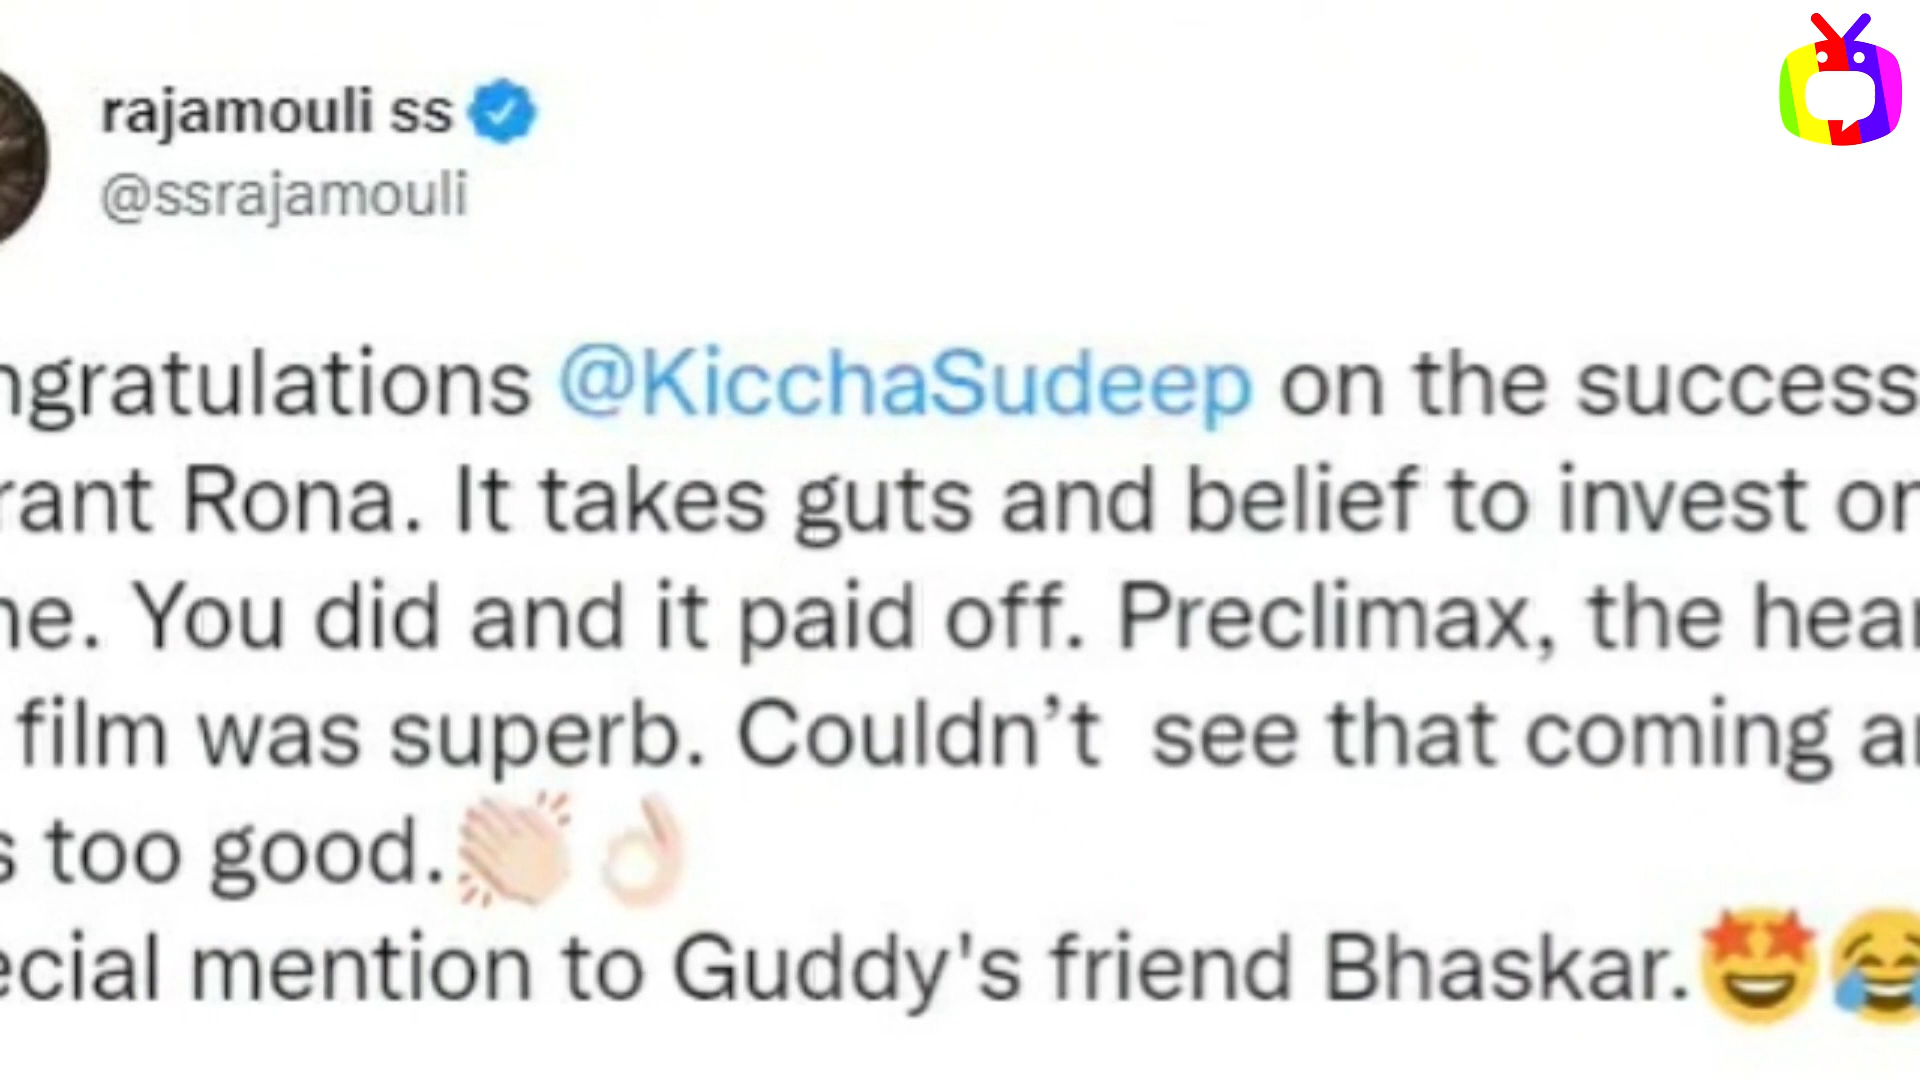 rajamouli ss
@ssrajamouli
ngratulations @KicchaSudeep on the success
rant Rona. It takes guts and belief to invest or
ne. You did and it paid off. Preclimax, the hear
film was superb. Couldn’t see that coming ar
s too good.👏🏻👌🏻
ecial mention to Guddy's friend Bhaskar.🤩😂